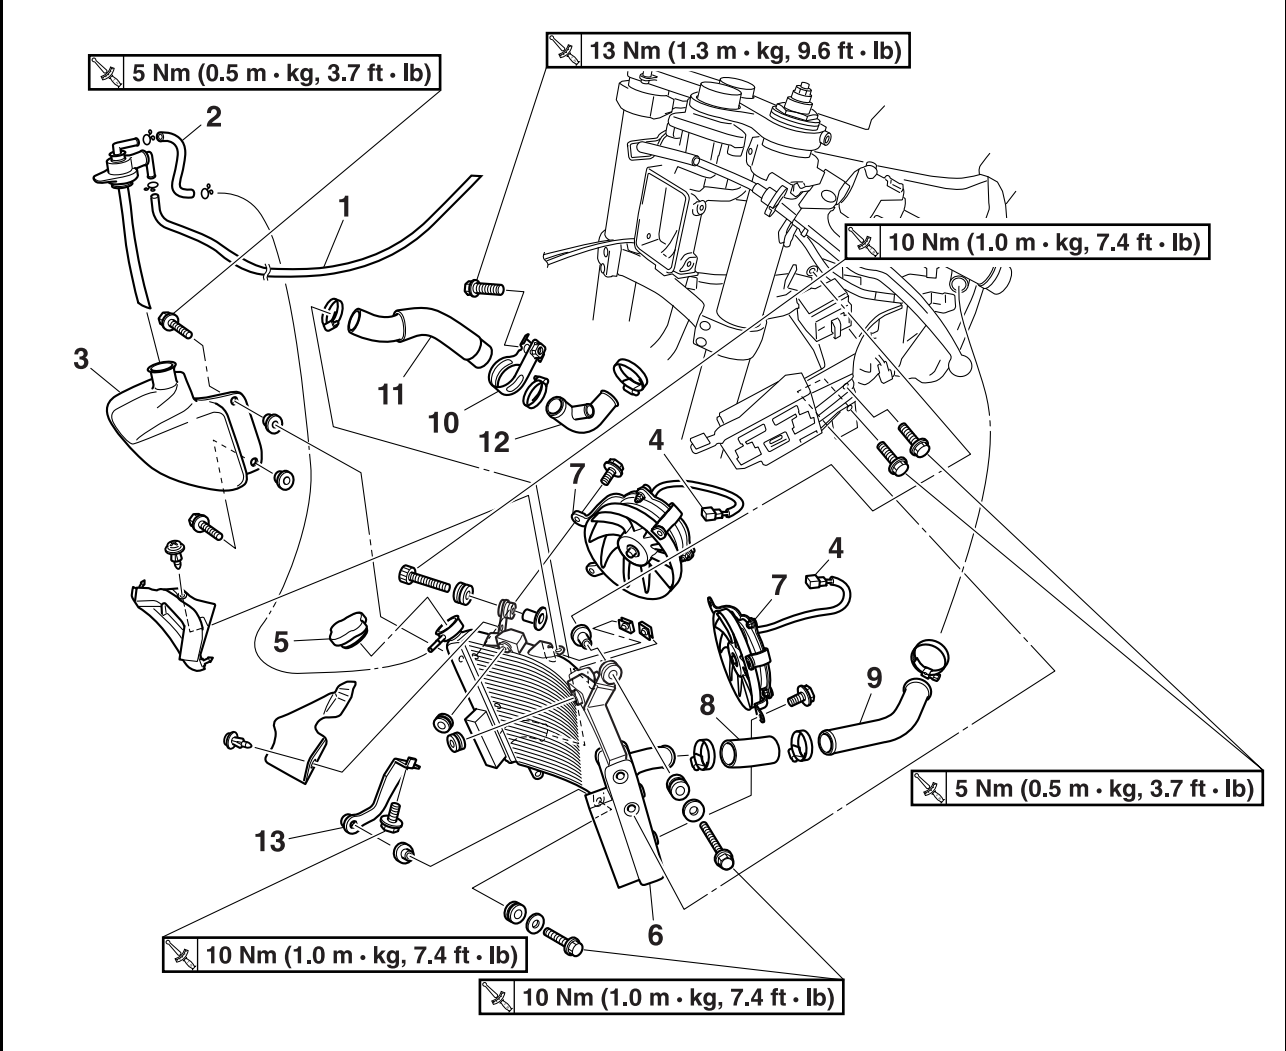 13 Nm (1.3 m · kg, 9.6 ft · lb)
5 Nm (0.5 m · kg, 3.7 ft · lb)
2
1
10 Nm (1.0 m · kg, 7.4 ft · lb)
3
11
10
12
4
7
4
7
5
9
8
5 Nm (0.5 m · kg, 3.7 ft · lb)
13
6
10 Nm (1.0 m · kg, 7.4 ft · lb)
10 Nm (1.0 m · kg, 7.4 ft · lb)